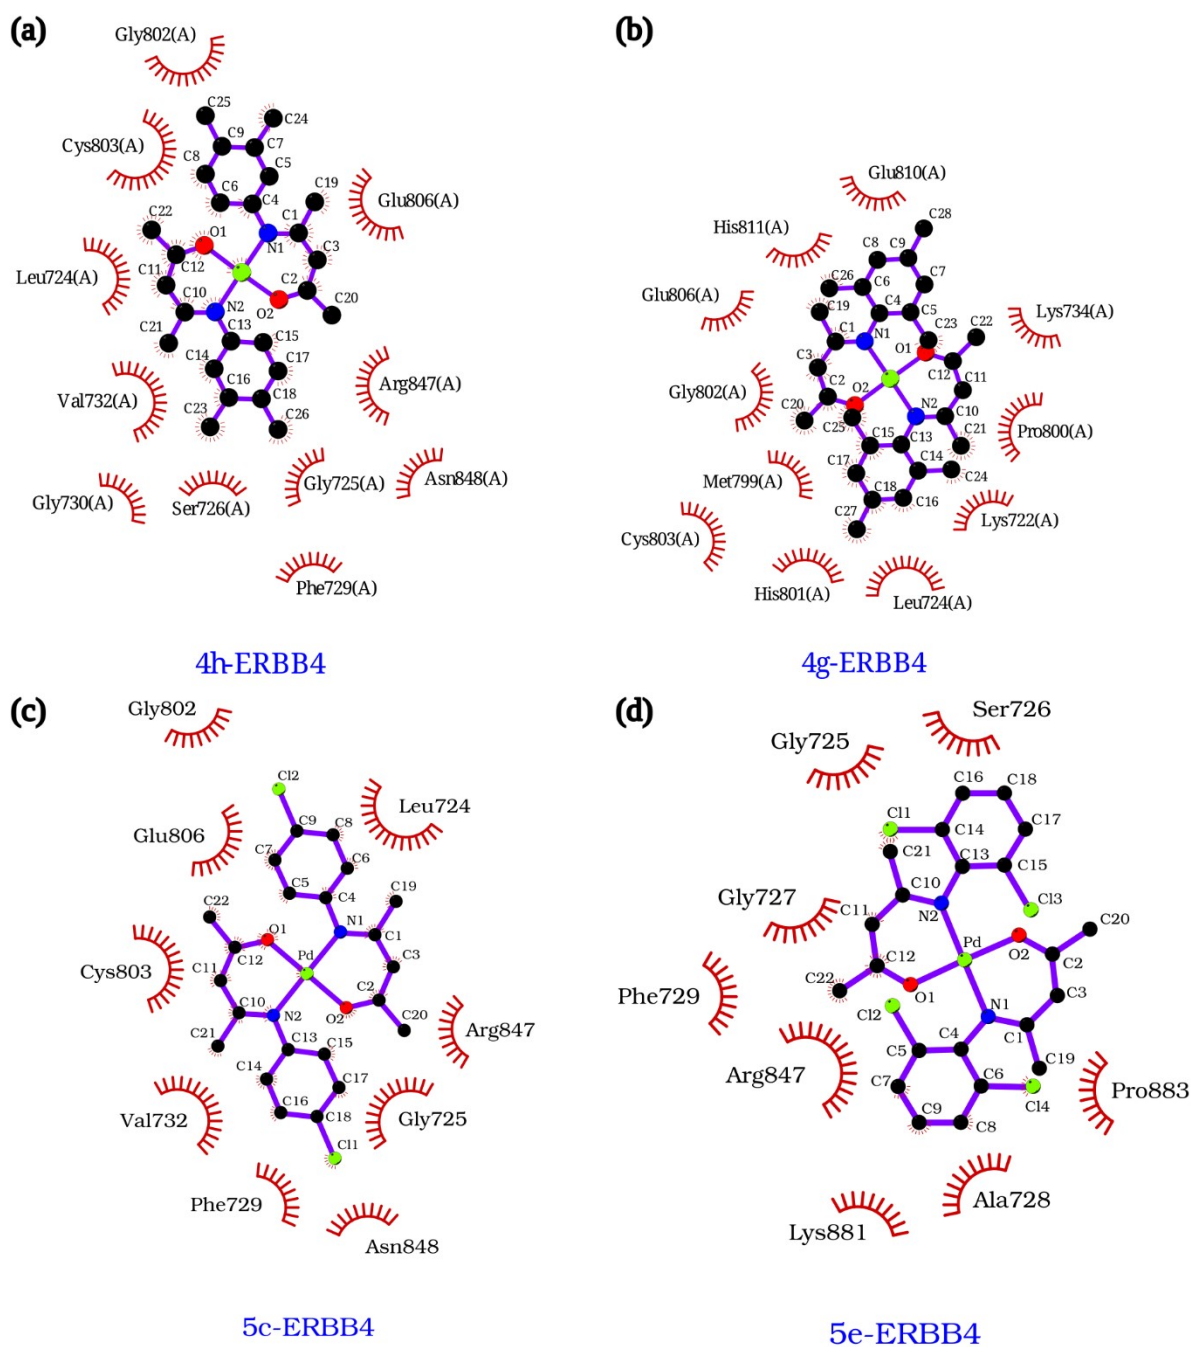 (a)
Gly802(A)
C25
C24
C9
C7
Cys803(A)
C8
C5
C6
C4
C19
Glu806(A)
C22
O1
C1
N1
C3
C12
Leu724(A)
C11
C2
C10
N2
O2
C20
C21
C13
C15
C14
C17
Arg847(A)
C16
Val732(A)
C18
C23
C26
Gly730(A)
Ser726(A)
Gly725(A)
Asn848(A)
Phe729(A)
4h-ERBB4
(b)
Glu810(A)
C28
His811(A)
C8
C9
C7
C26
C6
Glu806(A)
C19
C4
C5
Lys734(A)
C23
C22
C1
N1
O1
C3
C12
C2
O2
C11
Gly802(A)
N2
C10
C20
C25
C21
Pro800(A)
C15
C13
C17
C14
Met799(A)
C24
C18
C16
C27
Lys722(A)
Cys803(A)
His801(A)
Leu724(A)
4g-ERBB4
(c)
Gly802
Cl2
Leu724
C9
C8
Glu806
C7
C6
C5
C4
C19
C22
N1
O1
C1
Pd
C12
C3
Cys803
C11
C2
C10
N2
O2
C20
Arg847
C21
C13
C15
C14
C17
C16
C18
Val732
Gly725
Cl1
Phe729
Asn848
5c-ERBB4
(d)
Ser726
Gly725
C16
C18
Cl1
C17
C14
C21
C13
C15
C10
Gly727
N2
Cl3
C11
C20
Pd
O2
C12
C2
C22
O1
C3
Phe729
N1
Cl2
C1
C4
C5
C19
Arg847
C6
C7
Cl4
Pro883
C9
C8
Ala728
Lys881
5e-ERBB4